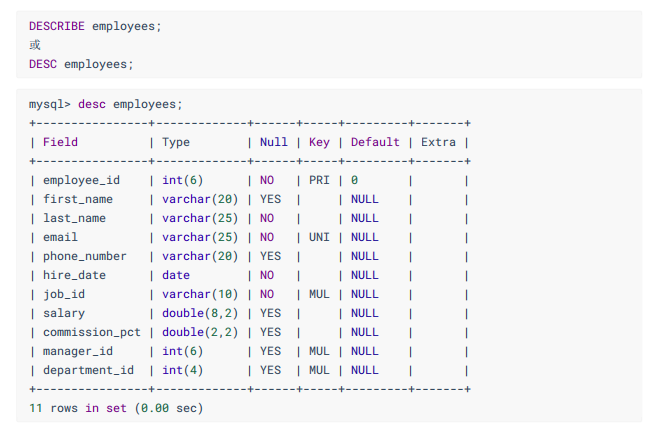 DESCRIBE employees;
或
DESC employees;
mysql> desc employees;
+----------------+-------------+------+-----+---------+-------+
| Field          | Type        | Null | Key | Default | Extra |
+----------------+-------------+------+-----+---------+-------+
| employee_id    | int(6)      | NO   | PRI | 0       |       |
| first_name     | varchar(20) | YES  |     | NULL    |       |
| last_name      | varchar(25) | NO   |     | NULL    |       |
| email          | varchar(25) | NO   | UNI | NULL    |       |
| phone_number   | varchar(20) | YES  |     | NULL    |       |
| hire_date      | date        | NO   |     | NULL    |       |
| job_id         | varchar(10) | NO   | MUL | NULL    |       |
| salary         | double(8,2) | YES  |     | NULL    |       |
| commission_pct | double(2,2) | YES  |     | NULL    |       |
| manager_id     | int(6)      | YES  | MUL | NULL    |       |
| department_id  | int(4)      | YES  | MUL | NULL    |       |
+----------------+-------------+------+-----+---------+-------+
11 rows in set (0.00 sec)